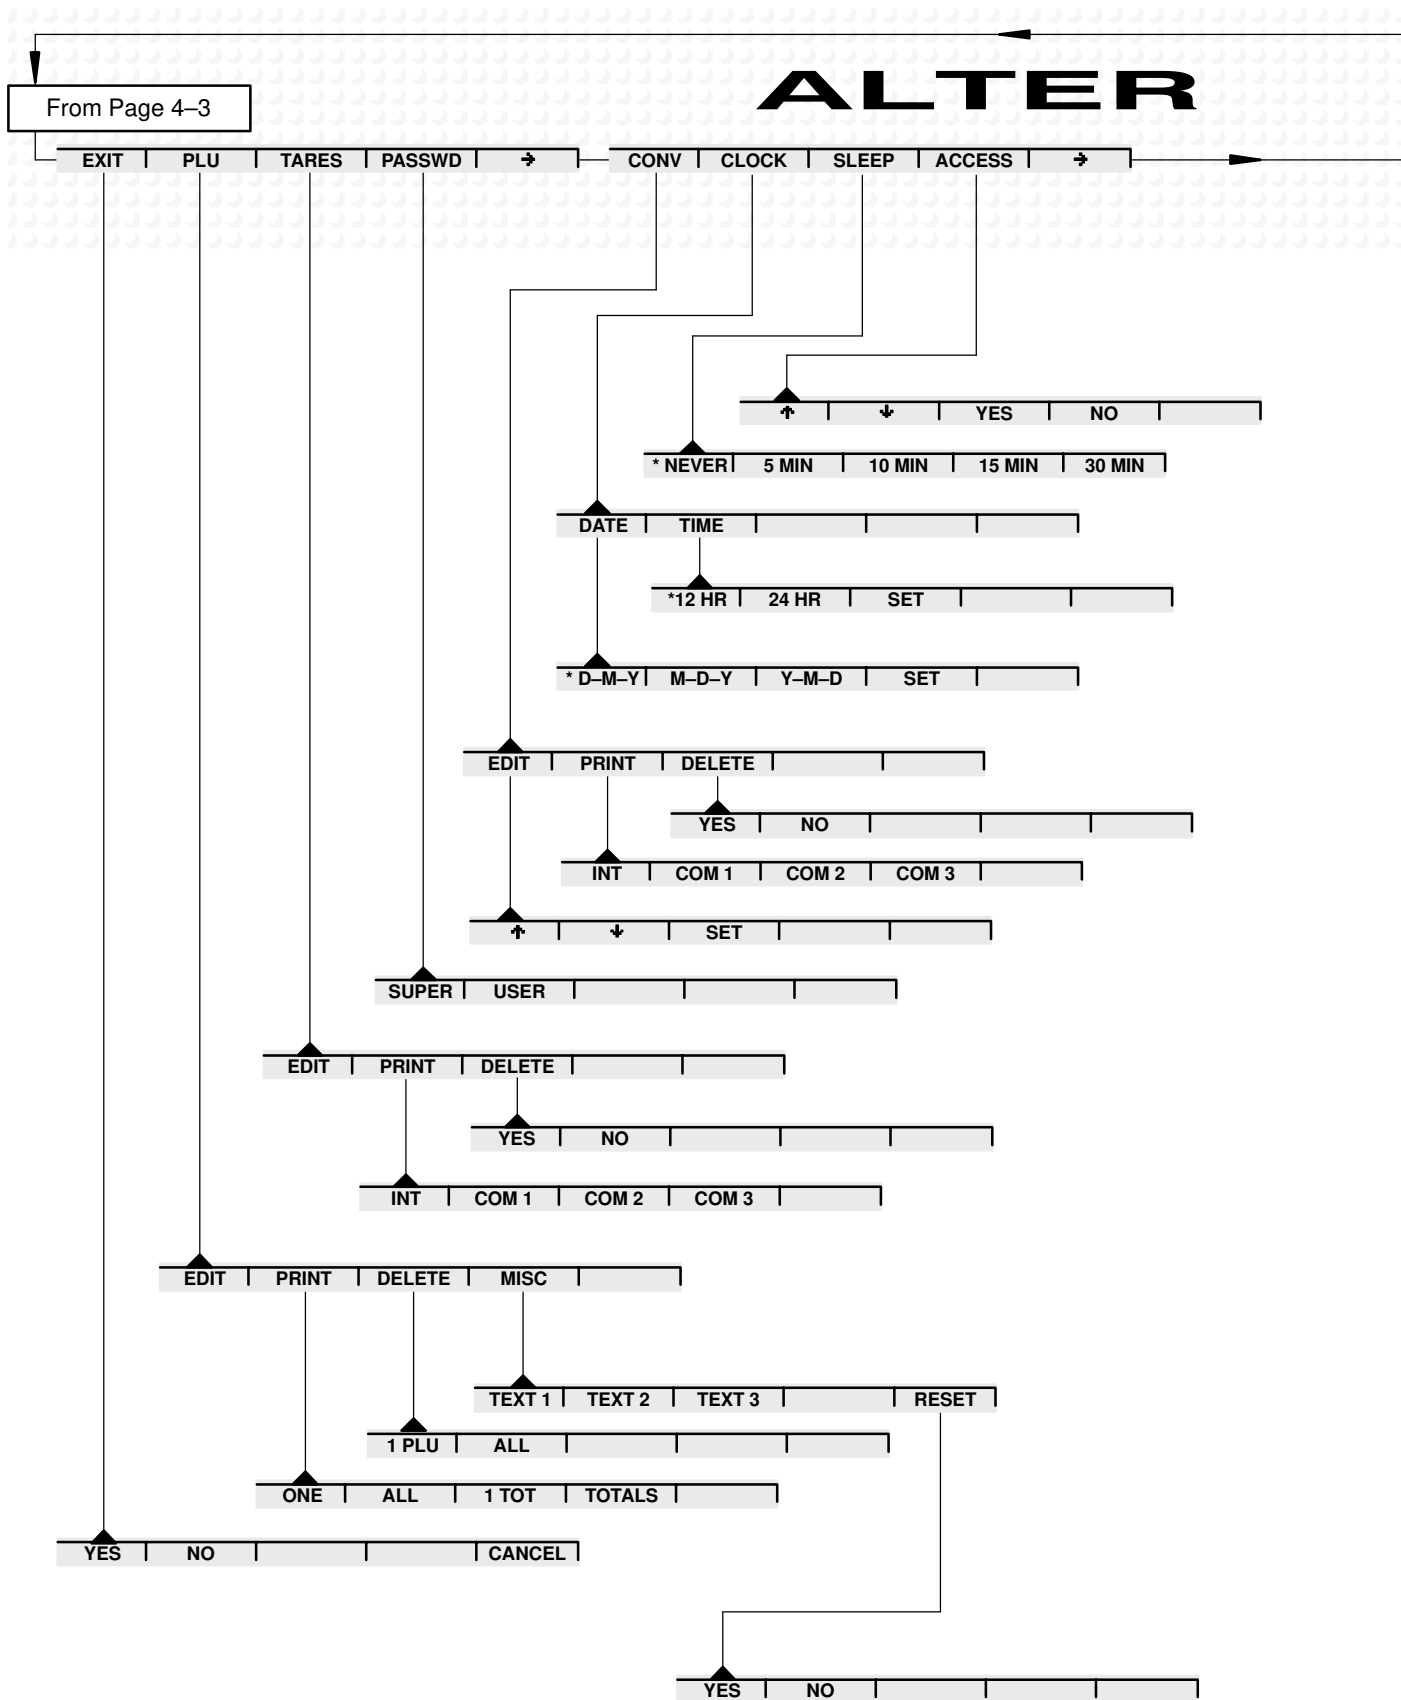 ALTER
From Page 4–3
EXIT PLU TARES PASSWD → CONV CLOCK SLEEP ACCESS →
↑ ↓ YES NO
* NEVER 5 MIN 10 MIN 15 MIN 30 MIN
DATE TIME
*12 HR 24 HR SET
* D–M–Y M–D–Y Y–M–D SET
EDIT PRINT DELETE
YES NO
INT COM 1 COM 2 COM 3
↑ ↓ SET
SUPER USER
EDIT PRINT DELETE
YES NO
INT COM 1 COM 2 COM 3
EDIT PRINT DELETE MISC
TEXT 1 TEXT 2 TEXT 3 RESET
1 PLU ALL
ONE ALL 1 TOT TOTALS
YES NO CANCEL
YES NO